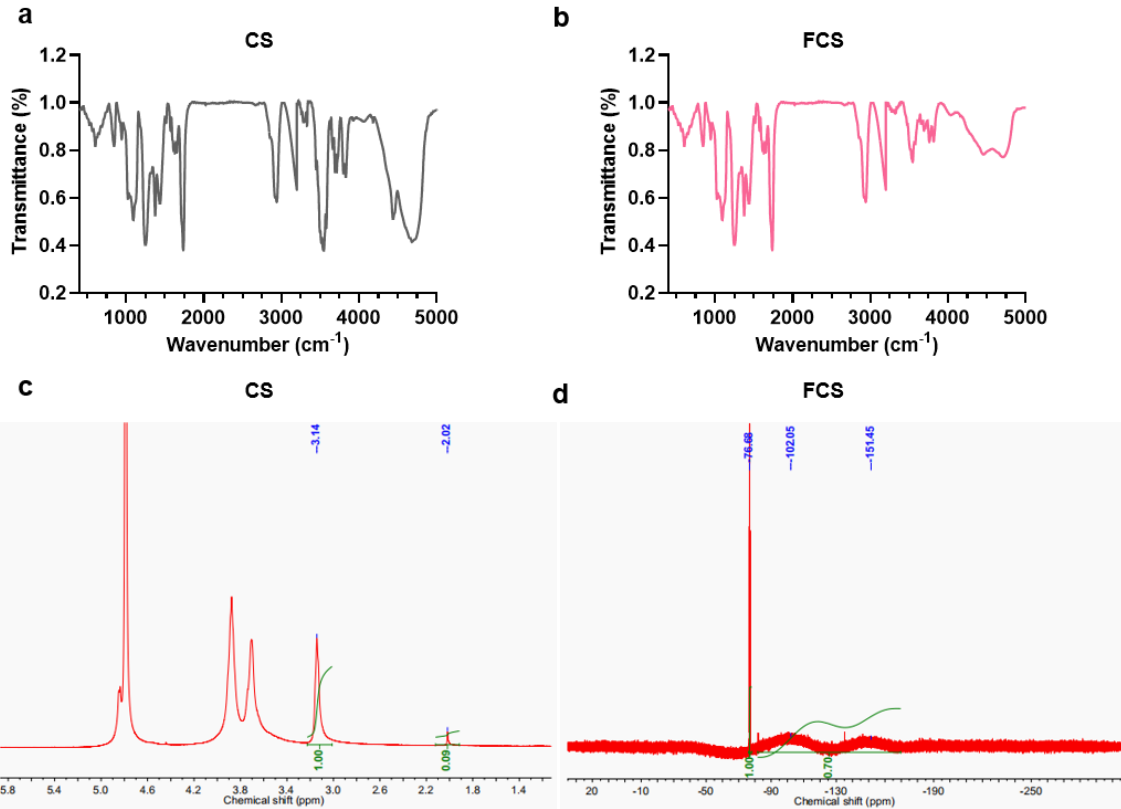 a
CS
1.2
1.0
0.8
0.6
0.4
0.2
Transmittance (%)
1000 2000 3000 4000 5000
Wavenumber (cm-1)
b
FCS
1.2
1.0
0.8
0.6
0.4
0.2
Transmittance (%)
1000 2000 3000 4000 5000
Wavenumber (cm-1)
c
CS
3.14
2.02
1.00
0.09
5.8 5.4 5.0 4.6 4.2 3.8 3.4 3.0 2.6 2.2 1.8 1.4
Chemical shift (ppm)
d
FCS
-76.68
-102.05
-151.45
1.00
0.70
20 -10 -50 -90 -130 -190 -250
Chemical shift (ppm)